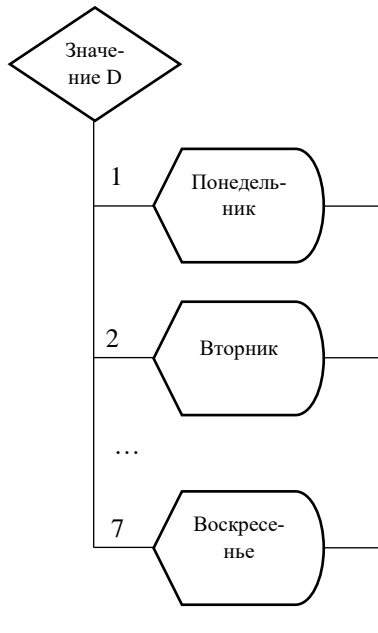 Значе-
ние D
1
Понедель-
ник
2
Вторник
...
7
Воскресе-
нье